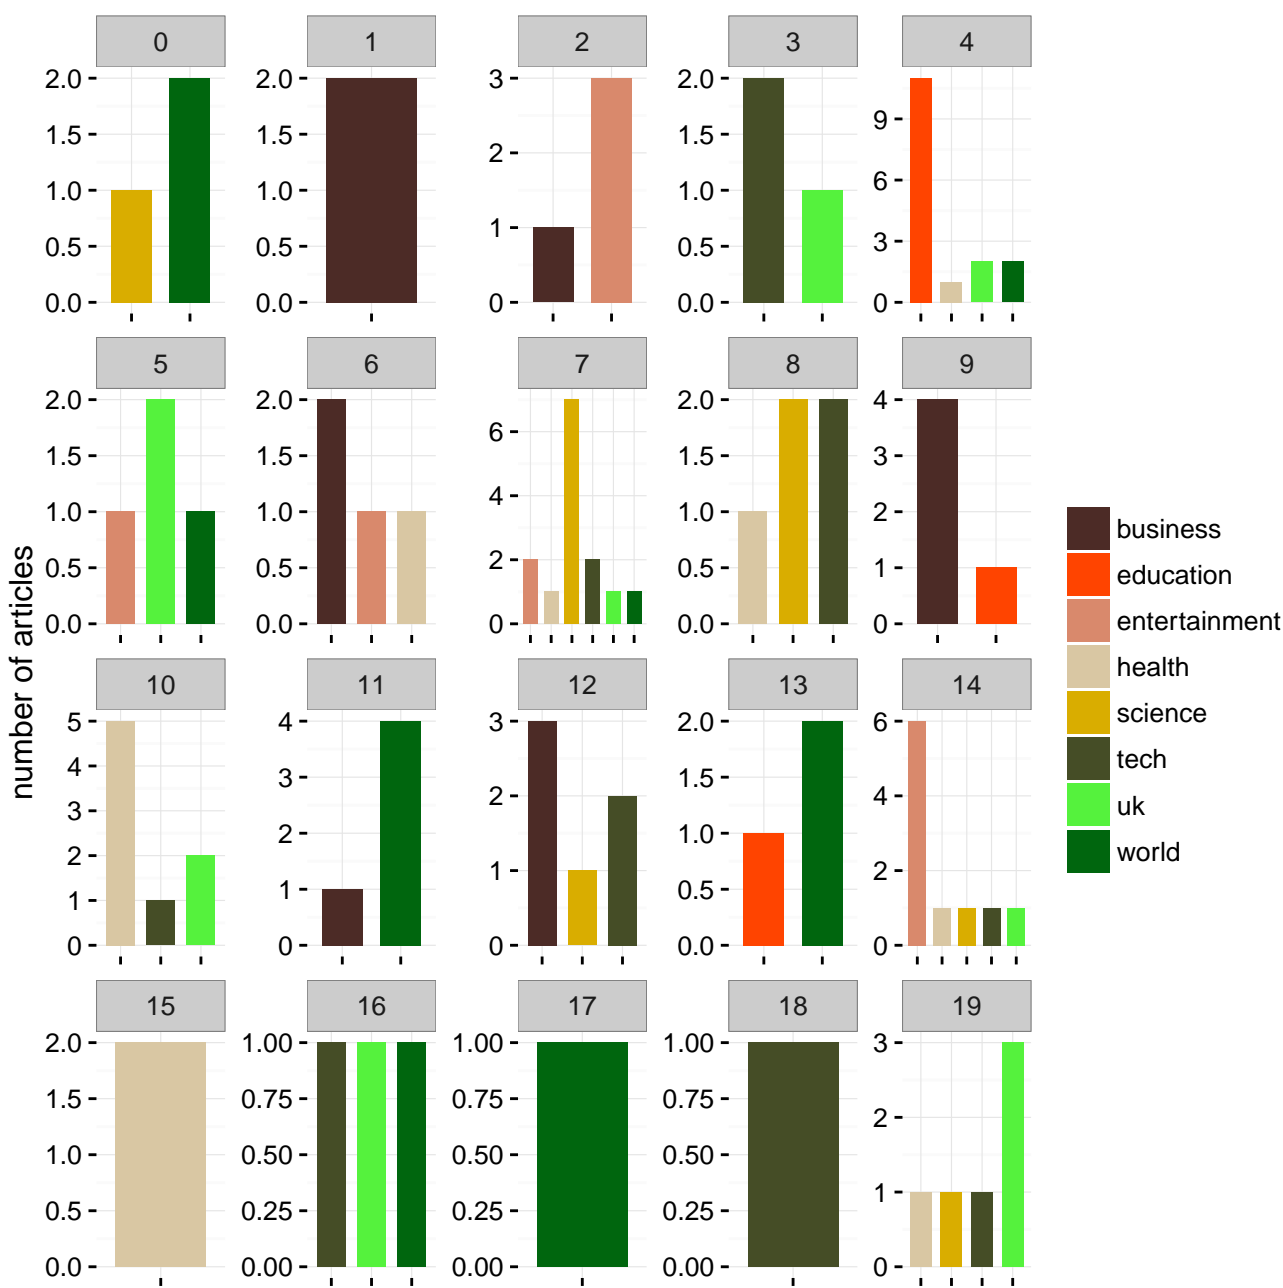 0 1 2 3 4
2.0 2.0 3 2.0
1.5 1.5 2 1.5 9
1.0 1.0 1 1.0 6
0.5 0.5 0.5 3
0.0 0.0 0 0.0 0
5 6 7 8 9
2.0 2.0 6 2.0 4
1.5 1.5 4 1.5 3
1.0 1.0 2 1.0 2
0.5 0.5 0.5 1
0.0 0.0 0 0.0 0
10 11 12 13 14
5 4 3 2.0 6
4 3 2 1.5 4
3 2 1 1.0 2
2 1 0.5
1
0 0 0 0.0 0
15 16 17 18 19
2.0 1.00 1.00 1.00 3
1.5 0.75 0.75 0.75 2
1.0 0.50 0.50 0.50 1
0.5 0.25 0.25 0.25
0.0 0.00 0.00 0.00 0
number of articles
business
education
entertainment
health
science
tech
uk
world